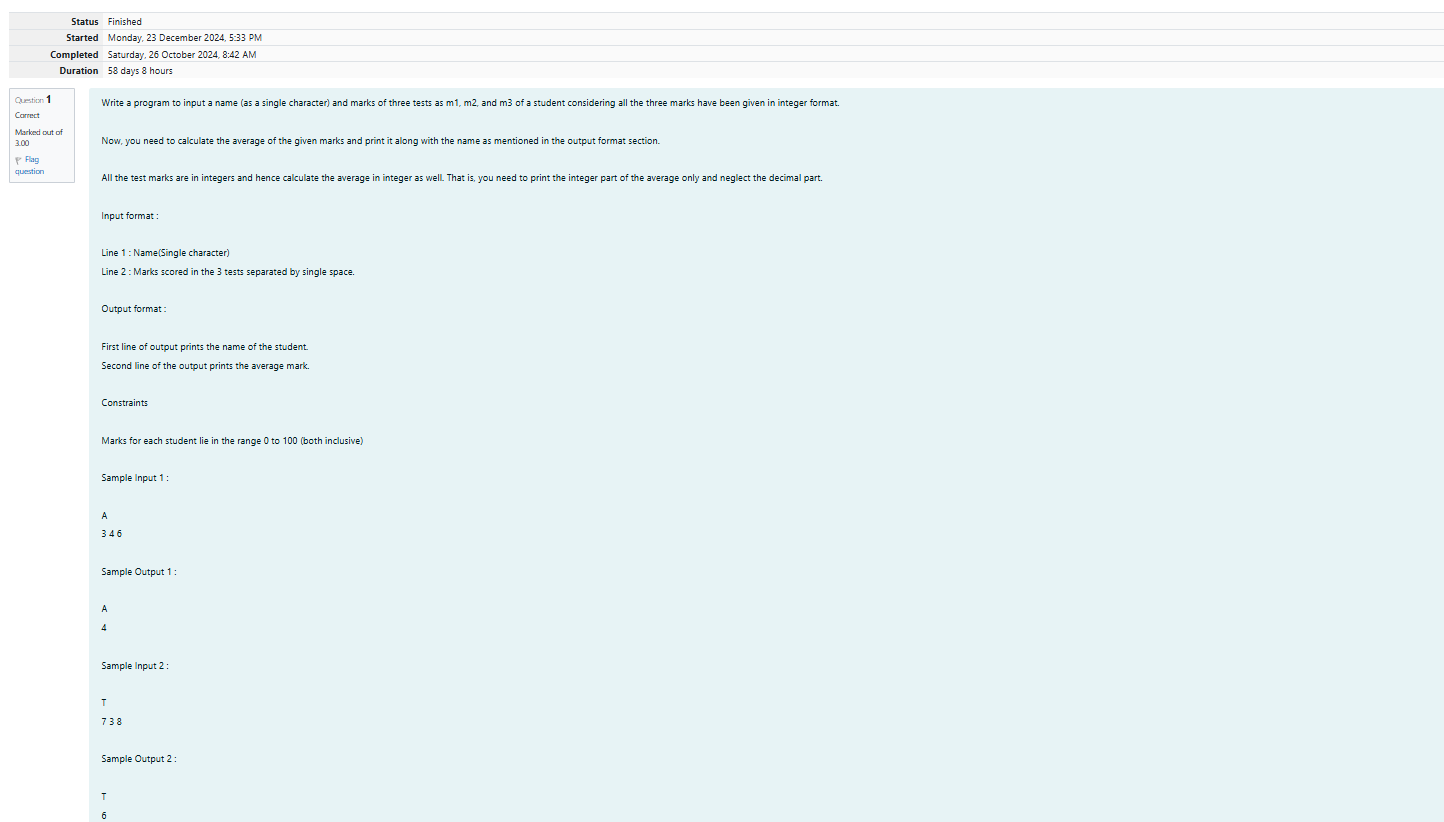 Status Finished
Started Monday, 23 December 2024, 5:33 PM
Completed Saturday, 26 October 2024, 8:42 AM
Duration 58 days 8 hours
Question 1
Correct
Marked out of
3.00
Flag
question
Write a program to input a name (as a single character) and marks of three tests as m1, m2, and m3 of a student considering all the three marks have been given in integer format.
Now, you need to calculate the average of the given marks and print it along with the name as mentioned in the output format section.
All the test marks are in integers and hence calculate the average in integer as well. That is, you need to print the integer part of the average only and neglect the decimal part.
Input format :
Line 1 : Name(Single character)
Line 2 : Marks scored in the 3 tests separated by single space.
Output format :
First line of output prints the name of the student.
Second line of the output prints the average mark.
Constraints
Marks for each student lie in the range 0 to 100 (both inclusive)
Sample Input 1 :
A
3 4 6
Sample Output 1 :
A
4
Sample Input 2 :
T
7 3 8
Sample Output 2 :
T
6